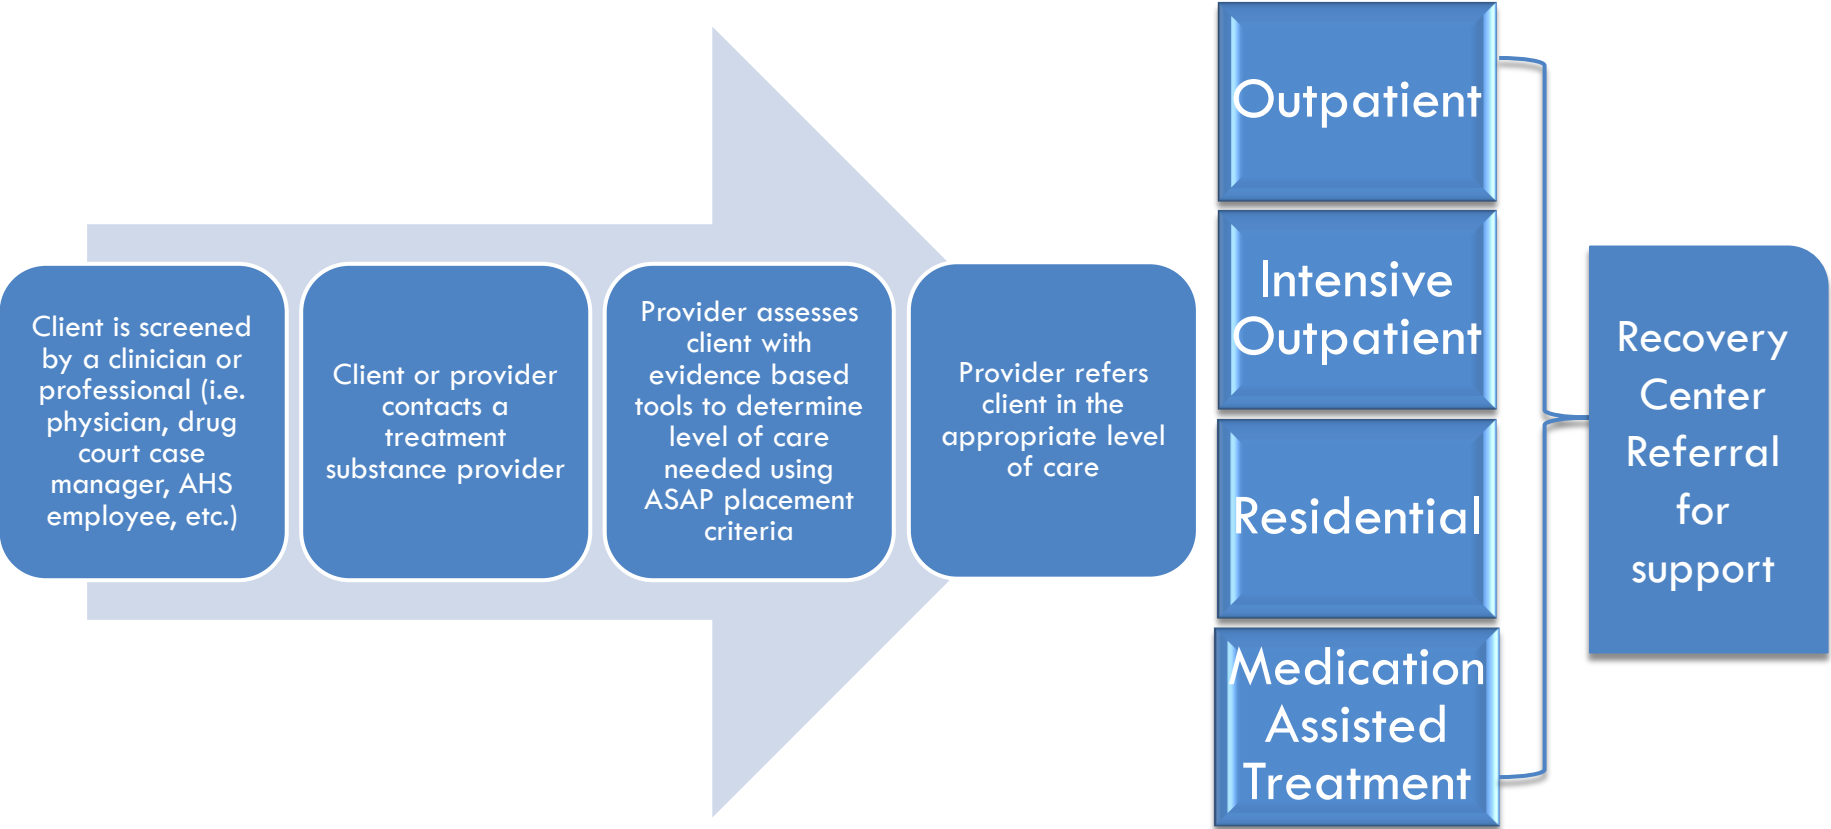 Client is screened
by a clinician or
professional (i.e.
physician, drug
court case
manager, AHS
employee, etc.)
Client or provider
contacts a
treatment
substance provider
Provider assesses
client with
evidence based
tools to determine
level of care
needed using
ASAP placement
criteria
Provider refers
client in the
appropriate level
of care
Outpatient
Intensive
Outpatient
Residential
Medication
Assisted
Treatment
Recovery
Center
Referral
for
support